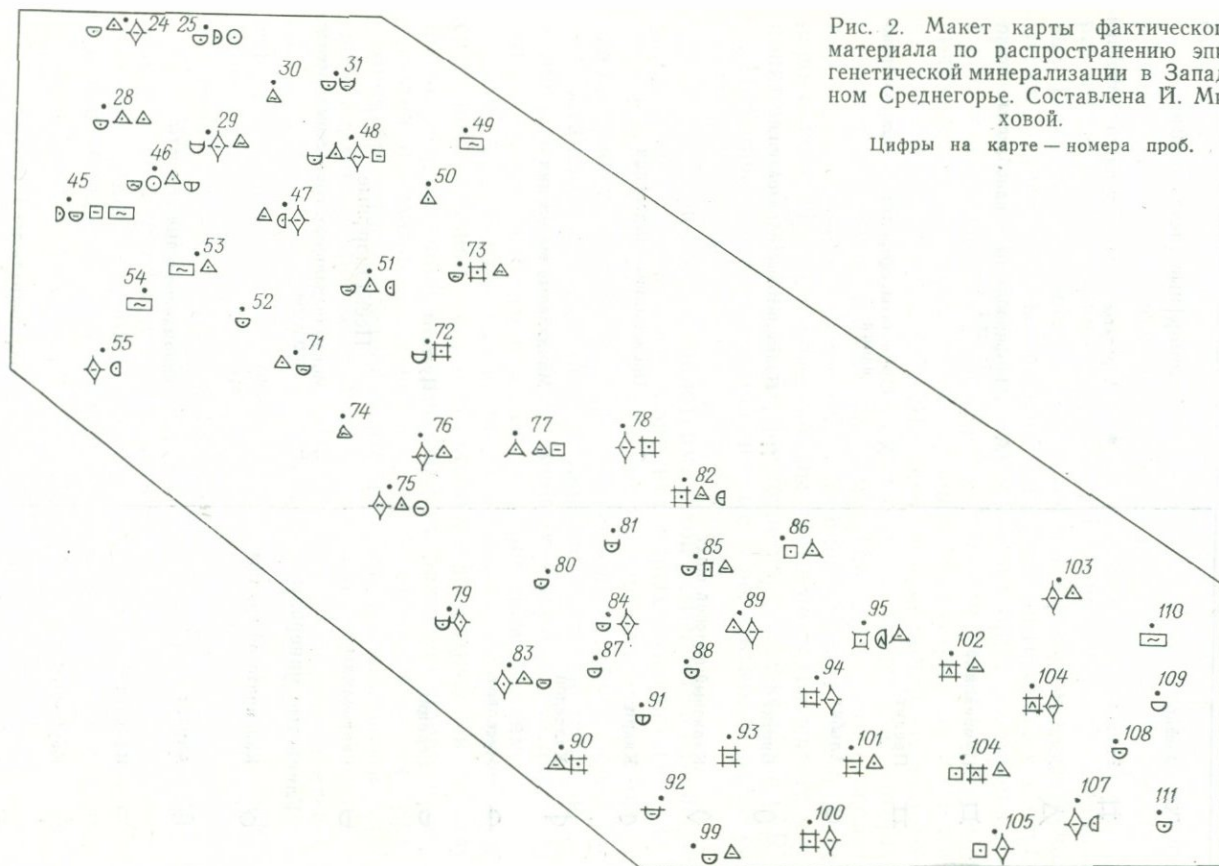 Рис. 2. Макет карты фактическог
материала по распространению эпи
генетической минерализации в Запад
ном Среднегорье. Составлена Й. Ми
ховой.
Цифры на карте — номера проб.
24 25
30 31
28 29 48 49
46 47 50
45
53 51 73
54 52
55 71 72
74 76 77 78
75 82
81 85 86
80 103
79 84 89 95 110
83 87 88 94 102 104 109
91 108
90 93 101 104
92 100 107 111
99 105